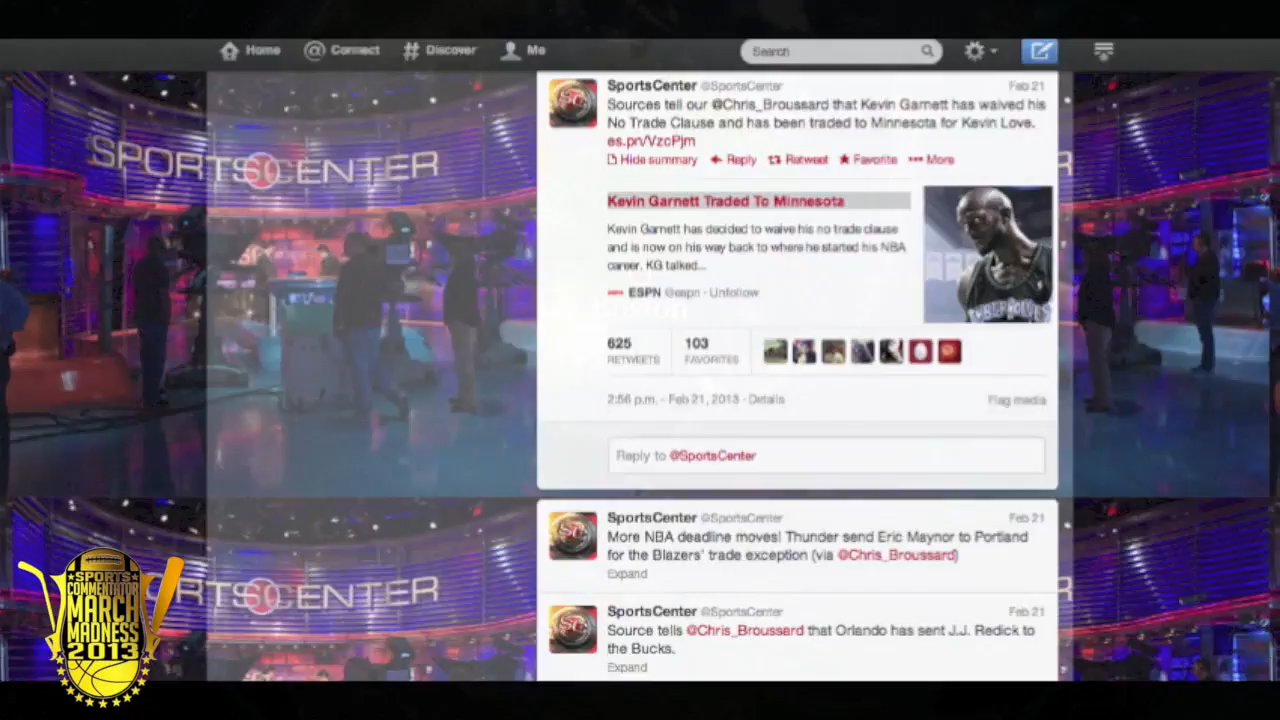 Home
Connect
Discover
Me
Search
SPORTSCENTER
SportsCenter @SportsCenter
Feb 21
Sources tell our @Chris_Broussard that Kevin Garnett has waived his
No Trade Clause and has been traded to Minnesota for Kevin Love.
es.pn/VzcPjm
Hide summary
Reply
Retweet
Favorite
More
Kevin Garnett Traded To Minnesota
Kevin Garnett has decided to waive his no trade clause
and is now on his way back to where he started his NBA
career. KG talked...
ESPN @espn · Unfollow
625
RETWEETS
103
FAVORITES
2:56 p.m. - Feb 21, 2013 · Details
Flag media
Reply to @SportsCenter
SportsCenter @SportsCenter
Feb 21
More NBA deadline moves! Thunder send Eric Maynor to Portland
for the Blazers' trade exception (via @Chris_Broussard)
Expand
SportsCenter @SportsCenter
Feb 21
Source tells @Chris_Broussard that Orlando has sent J.J. Redick to
the Bucks.
Expand
RTSCENTER
SPORTS
COMMENTATOR
MARCH
MADNESS
2013